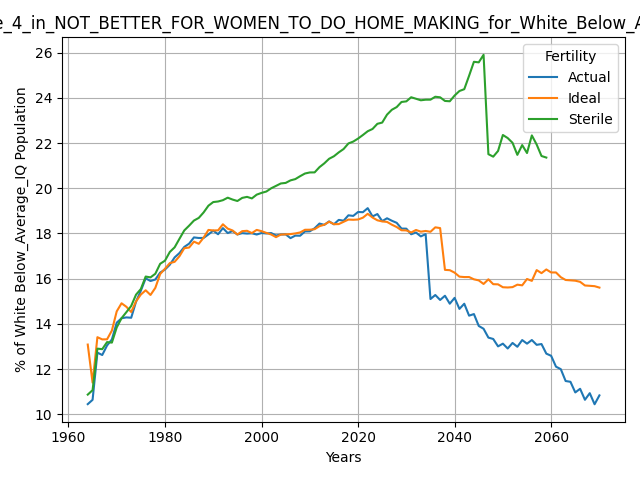 e_4_in_NOT_BETTER_FOR_WOMEN_TO_DO_HOME_MAKING_for_White_Below_A
Fertility
Actual
Ideal
Sterile
% of White Below_Average_IQ Population
26
24
22
20
18
16
14
12
10
1960 1980 2000 2020 2040 2060
Years